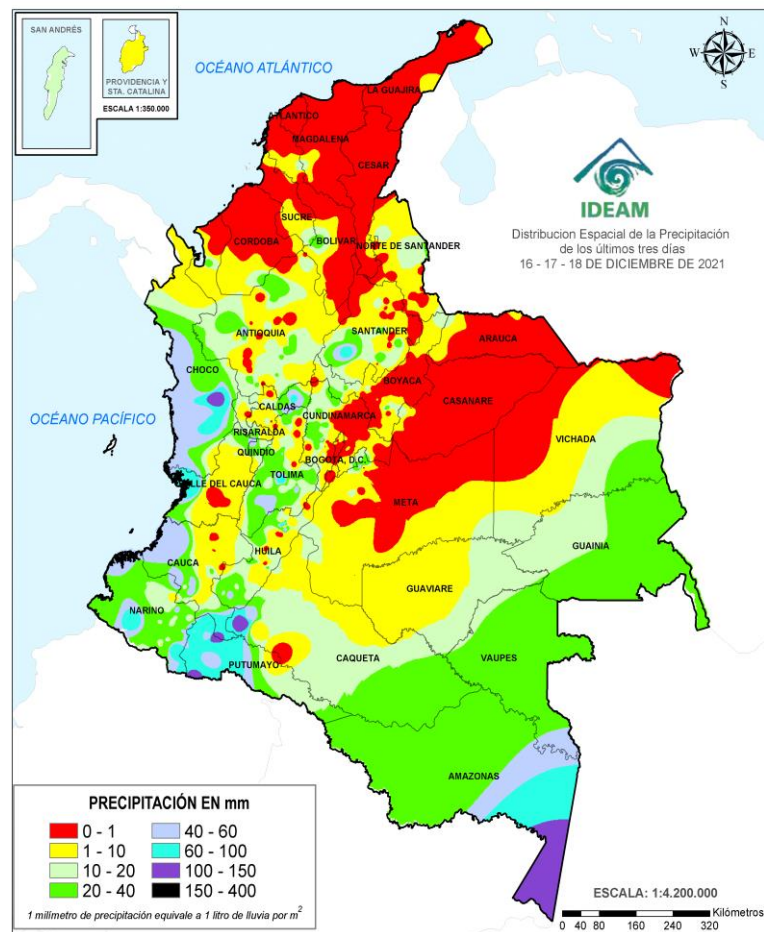 SAN ANDRÉS
PROVIDENCIA Y
STA. CATALINA
ESCALA 1:350.000
OCÉANO ATLÁNTICO
N
W
E
S
IDEAM
Distribucion Espacial de la Precipitación
de los últimos tres días
16 - 17 - 18 DE DICIEMBRE DE 2021
LA GUAJIRA
ATLANTICO
MAGDALENA
CESAR
SUCRE
CORDOBA
BOLIVAR
NORTE DE SANTANDER
ANTIOQUIA
SANTANDER
ARAUCA
CHOCO
BOYACA
CASANARE
OCÉANO PACÍFICO
CALDAS
CUNDINAMARCA
RISARALDA
VICHADA
QUINDIO
BOGOTA, D.C.
TOLIMA
VALLE DEL CAUCA
META
GUAINIA
HUILA
CAUCA
GUAVIARE
NARINO
CAQUETA
VAUPES
PUTUMAYO
AMAZONAS
PRECIPITACIÓN EN mm
0 - 1
40 - 60
1 - 10
60 - 100
10 - 20
100 - 150
20 - 40
150 - 400
1 milímetro de precipitación equivale a 1 litro de lluvia por m2
ESCALA: 1:4.200.000
Kilómetros
0 40 80 160 240 320